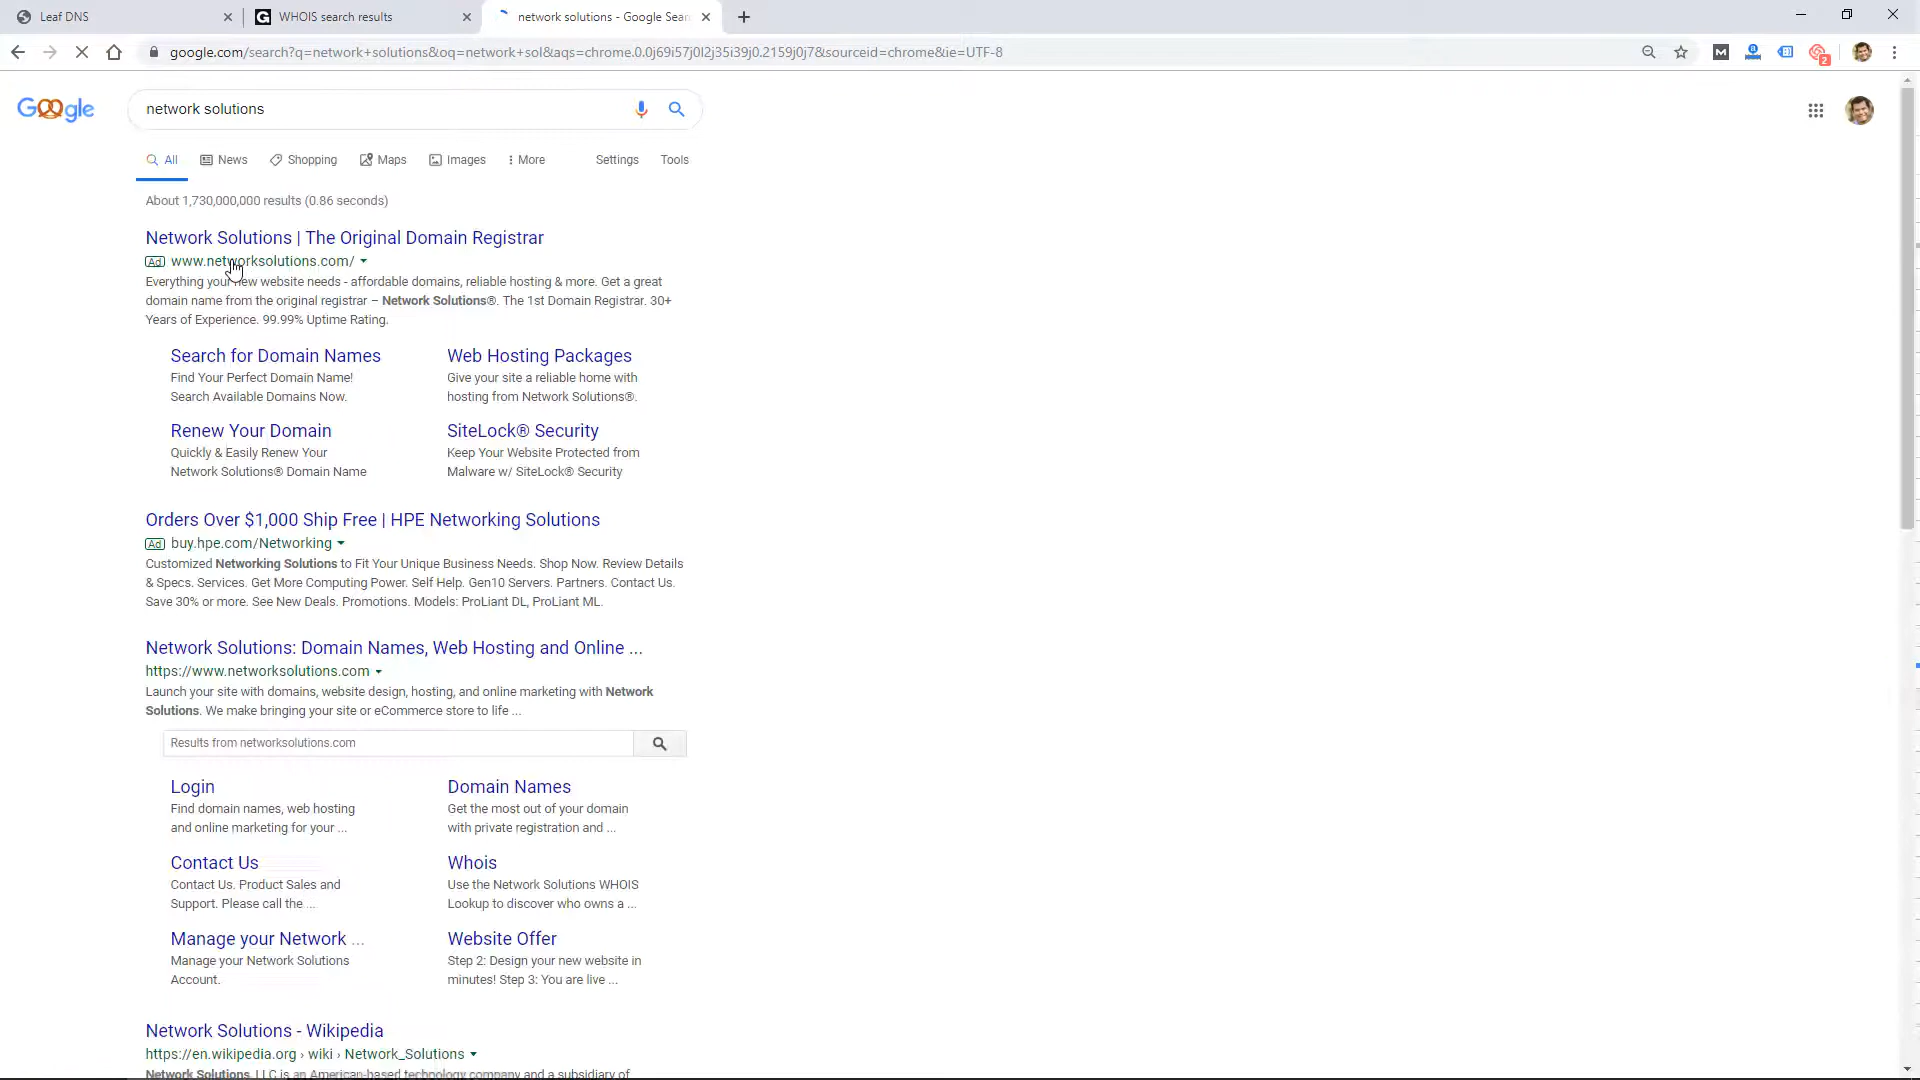 Leaf DNS
WHOIS search results
network solutions - Google Sear
google.com/search?q=network+solutions&oq=network+sol&aqs=chrome.0.0j69i57j0l2j35i39j0.2159j0j7&sourceid=chrome&ie=UTF-8
M
2
Google
network solutions
All News Shopping Maps Images More Settings Tools
About 1,730,000,000 results (0.86 seconds)
Network Solutions | The Original Domain Registrar
Ad www.networksolutions.com/
Everything your new website needs - affordable domains, reliable hosting & more. Get a great
domain name from the original registrar – Network Solutions®. The 1st Domain Registrar. 30+
Years of Experience. 99.99% Uptime Rating.
Search for Domain Names
Find Your Perfect Domain Name!
Search Available Domains Now.
Web Hosting Packages
Give your site a reliable home with
hosting from Network Solutions®.
Renew Your Domain
Quickly & Easily Renew Your
Network Solutions® Domain Name
SiteLock® Security
Keep Your Website Protected from
Malware w/ SiteLock® Security
Orders Over $1,000 Ship Free | HPE Networking Solutions
Ad buy.hpe.com/Networking
Customized Networking Solutions to Fit Your Unique Business Needs. Shop Now. Review Details
& Specs. Services. Get More Computing Power. Self Help. Gen10 Servers. Partners. Contact Us.
Save 30% or more. See New Deals. Promotions. Models: ProLiant DL, ProLiant ML.
Network Solutions: Domain Names, Web Hosting and Online ...
https://www.networksolutions.com
Launch your site with domains, website design, hosting, and online marketing with Network
Solutions. We make bringing your site or eCommerce store to life ...
Results from networksolutions.com
Login
Find domain names, web hosting
and online marketing for your ...
Domain Names
Get the most out of your domain
with private registration and ...
Contact Us
Contact Us. Product Sales and
Support. Please call the ...
Whois
Use the Network Solutions WHOIS
Lookup to discover who owns a ...
Manage your Network ...
Manage your Network Solutions
Account.
Website Offer
Step 2: Design your new website in
minutes! Step 3: You are live ...
Network Solutions - Wikipedia
https://en.wikipedia.org › wiki › Network_Solutions
Network Solutions, LLC is an American-based technology company and a subsidiary of